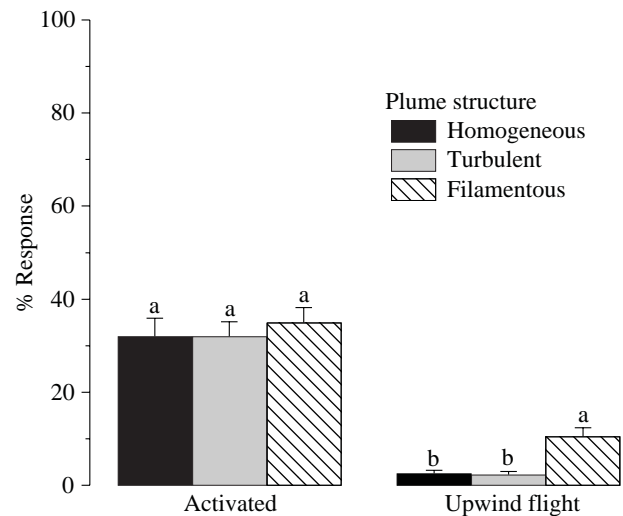 100
80
60
40
20
0
% Response
Plume structure
Homogeneous
Turbulent
Filamentous
a a a
b b a
Activated Upwind flight